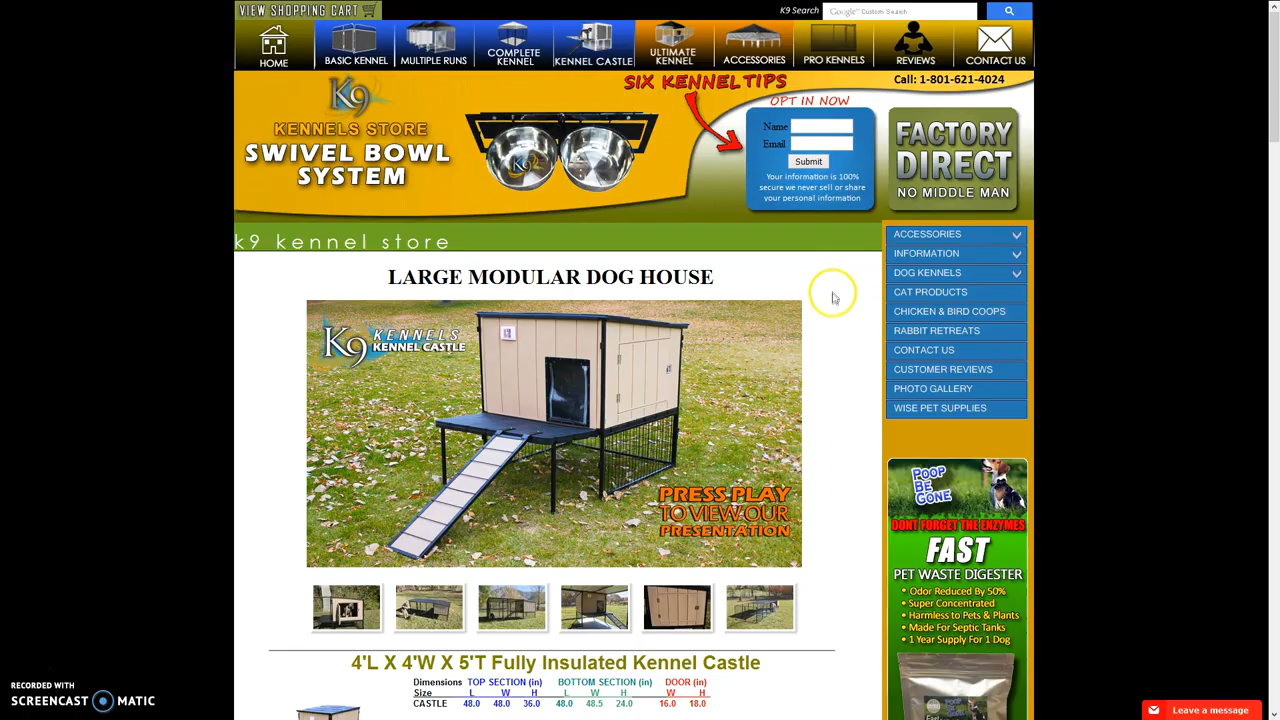 VIEW SHOPPING CART
K9 Search
Google™ Custom Search
HOME
BASIC KENNEL
MULTIPLE RUNS
COMPLETE
KENNEL
KENNEL CASTLE
ULTIMATE
KENNEL
ACCESSORIES
PRO KENNELS
REVIEWS
CONTACT US
K9
KENNELS STORE
SWIVEL BOWL
SYSTEM
K9
SIX KENNEL TIPS
OPT IN NOW
Name
Email
Submit
Your information is 100%
secure we never sell or share
your personal information
Call: 1-801-621-4024
FACTORY
DIRECT
NO MIDDLE MAN
k9 kennel store
LARGE MODULAR DOG HOUSE
K9 KENNELS
KENNEL CASTLE
PRESS PLAY
TO VIEW OUR
PRESENTATION
4'L X 4'W X 5'T Fully Insulated Kennel Castle
Dimensions TOP SECTION (in) BOTTOM SECTION (in) DOOR (in)
Size L W H L W H W H
CASTLE 48.0 48.0 36.0 48.0 48.5 24.0 16.0 18.0
ACCESSORIES
INFORMATION
DOG KENNELS
CAT PRODUCTS
CHICKEN & BIRD COOPS
RABBIT RETREATS
CONTACT US
CUSTOMER REVIEWS
PHOTO GALLERY
WISE PET SUPPLIES
POOP
BE
GONE
DONT FORGET THE ENZYMES
FAST
PET WASTE DIGESTER
• Odor Reduced By 50%
• Super Concentrated
• Harmless to Pets & Plants
• Made For Septic Tanks
• 1 Year Supply For 1 Dog
RECORDED WITH
SCREENCAST MATIC
Leave a message